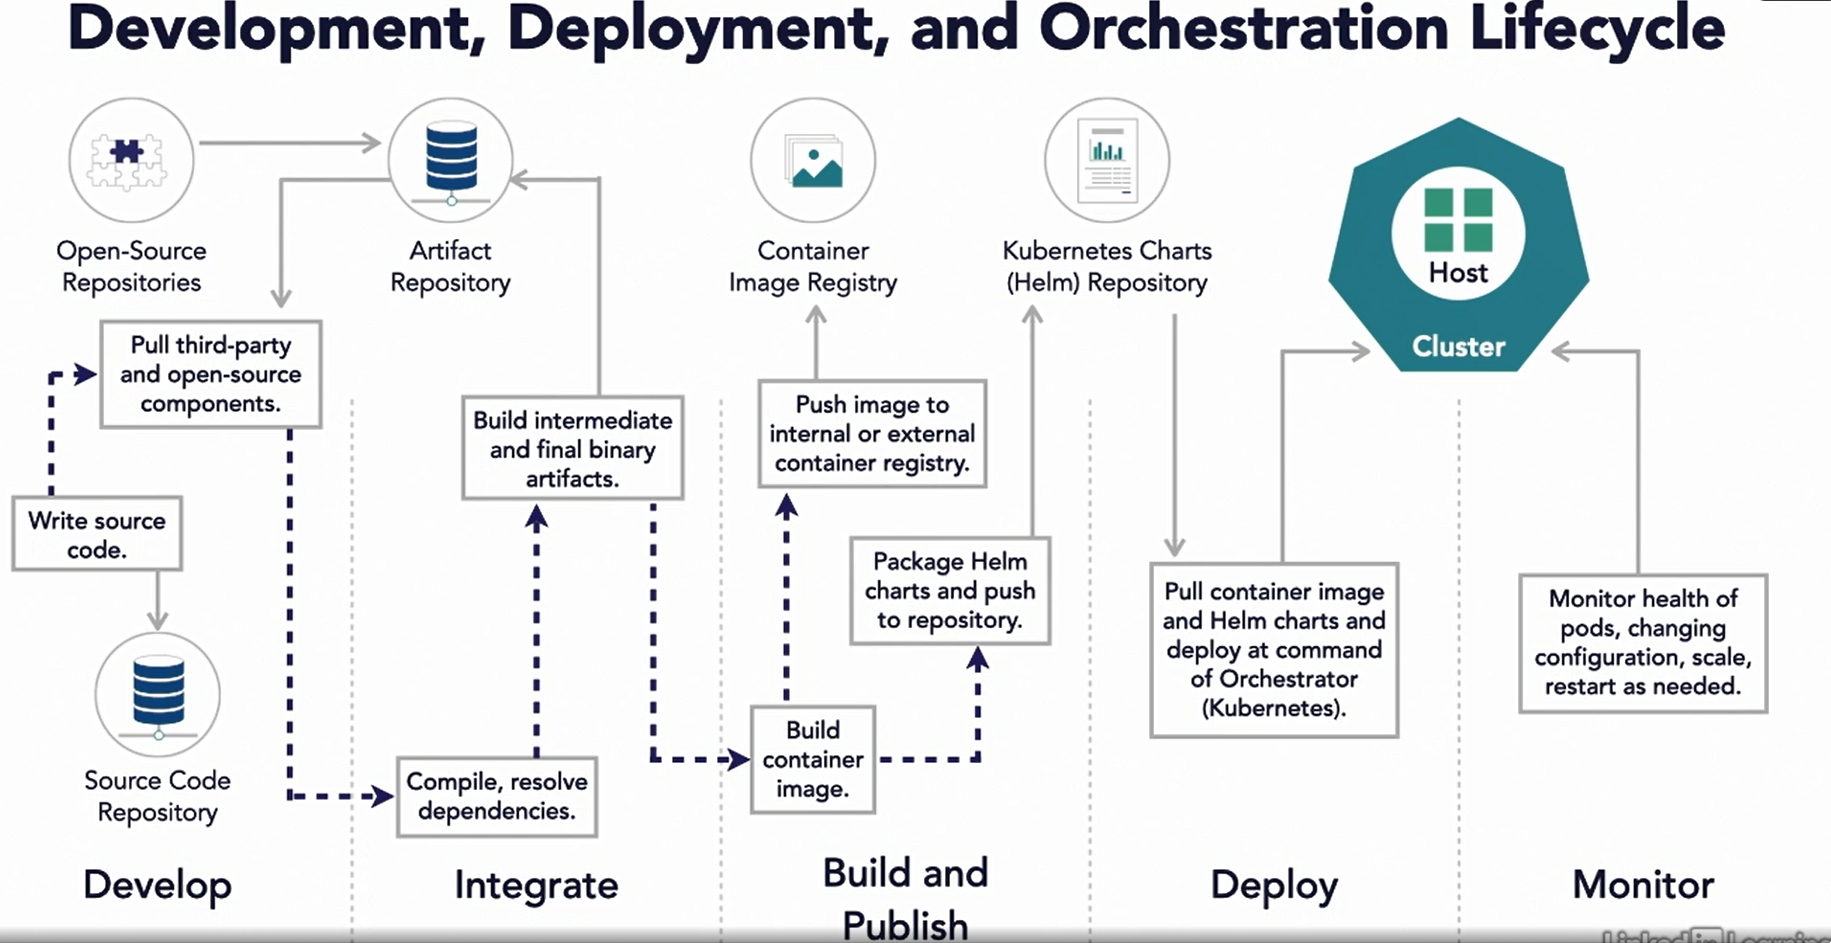 Development, Deployment, and Orchestration Lifecycle
Open-Source
Repositories
Artifact
Repository
Container
Image Registry
Kubernetes Charts
(Helm) Repository
Host
Cluster
Pull third-party
and open-source
components.
Write source
code.
Source Code
Repository
Build intermediate
and final binary
artifacts.
Compile, resolve
dependencies.
Push image to
internal or external
container registry.
Package Helm
charts and push
to repository.
Build
container
image.
Pull container image
and Helm charts and
deploy at command
of Orchestrator
(Kubernetes).
Monitor health of
pods, changing
configuration, scale,
restart as needed.
Develop
Integrate
Build and
Publish
Deploy
Monitor
Linked in Learning